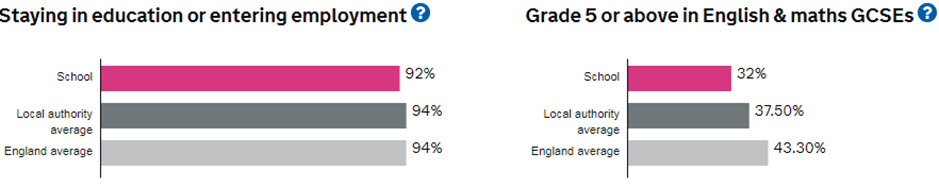 Staying in education or entering employment ?
School 92%
Local authority
average 94%
England average 94%
Grade 5 or above in English & maths GCSEs ?
School 32%
Local authority
average 37.50%
England average 43.30%